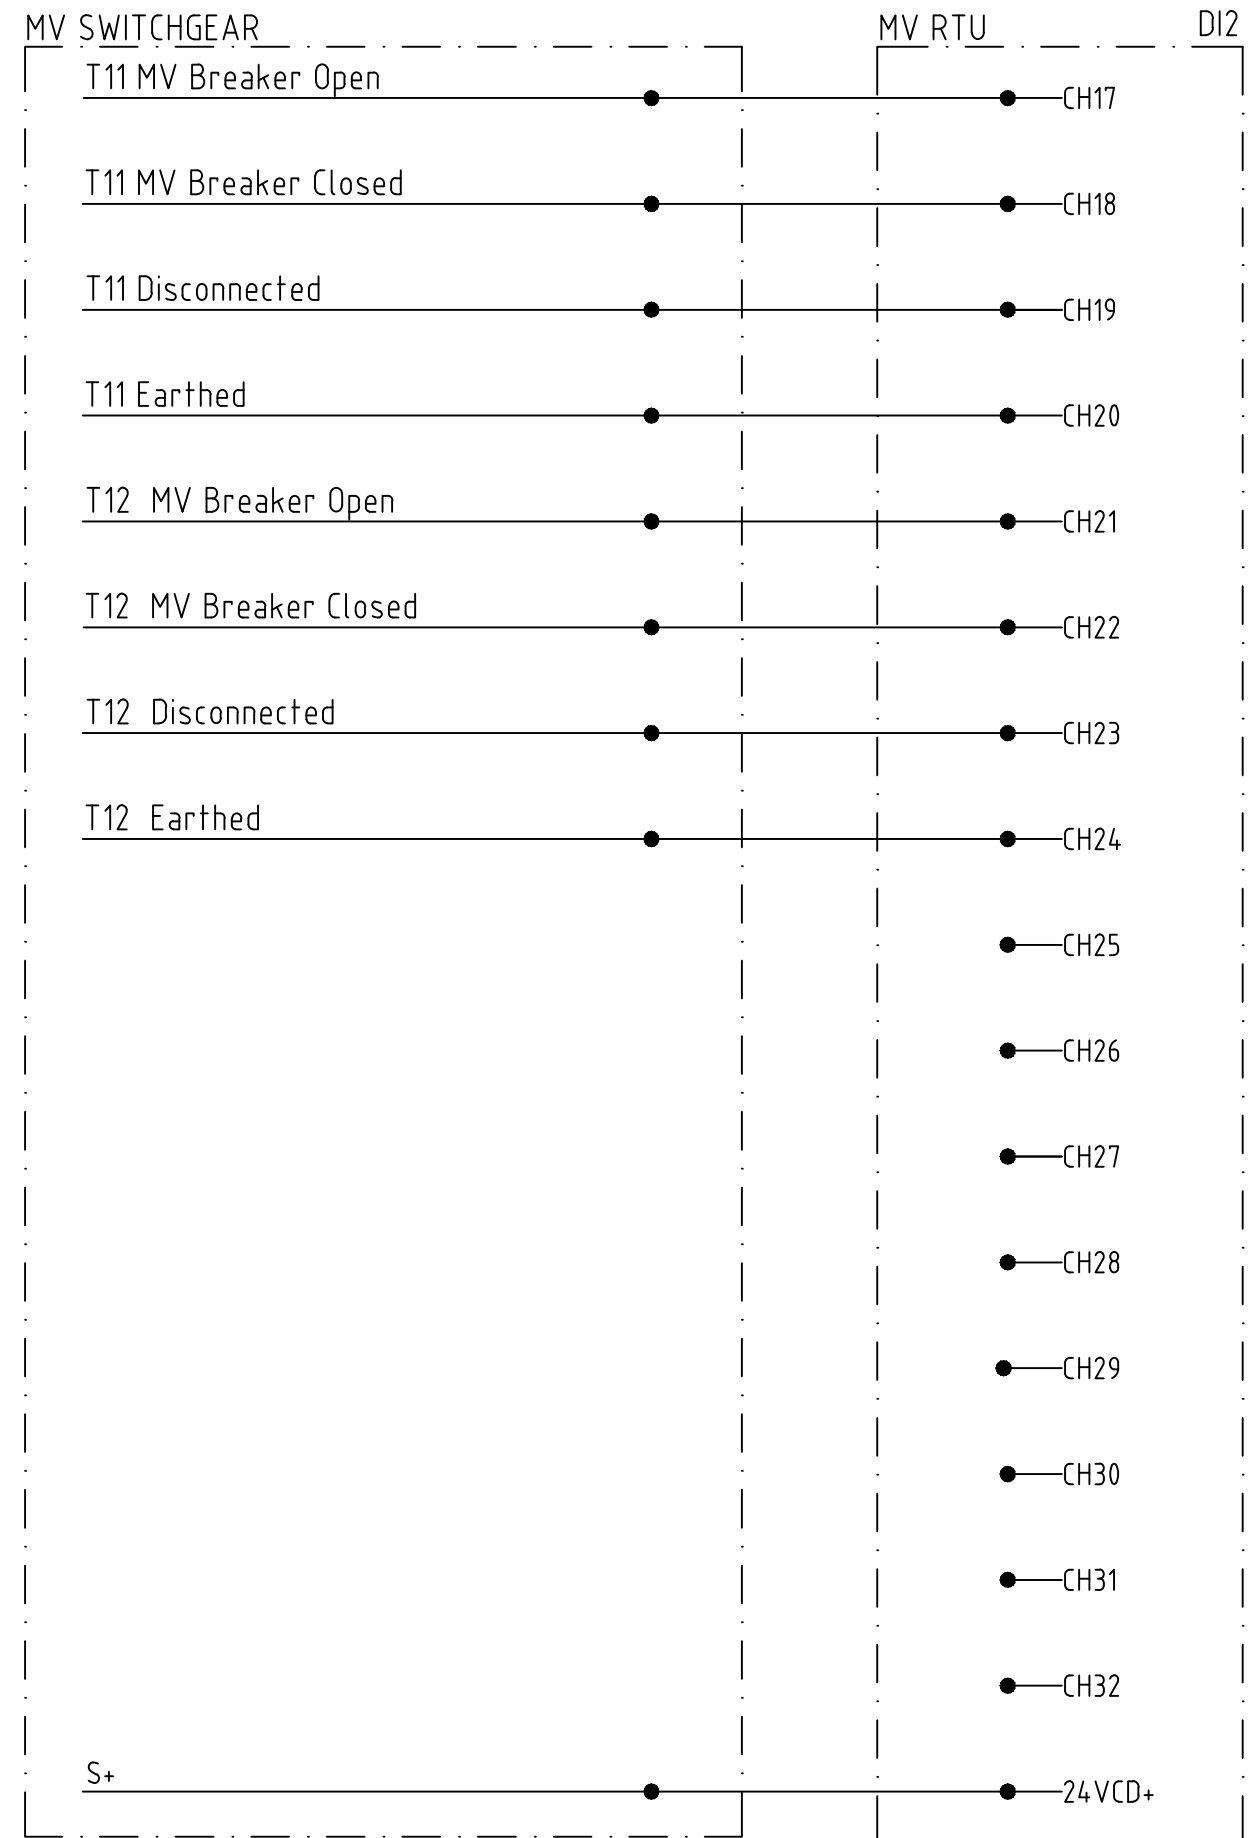 MV SWITCHGEAR MV RTU DI2
T11 MV Breaker Open CH17
T11 MV Breaker Closed CH18
T11 Disconnected CH19
T11 Earthed CH20
T12 MV Breaker Open CH21
T12 MV Breaker Closed CH22
T12 Disconnected CH23
T12 Earthed CH24
CH25
CH26
CH27
CH28
CH29
CH30
CH31
CH32
S+ 24VCD+